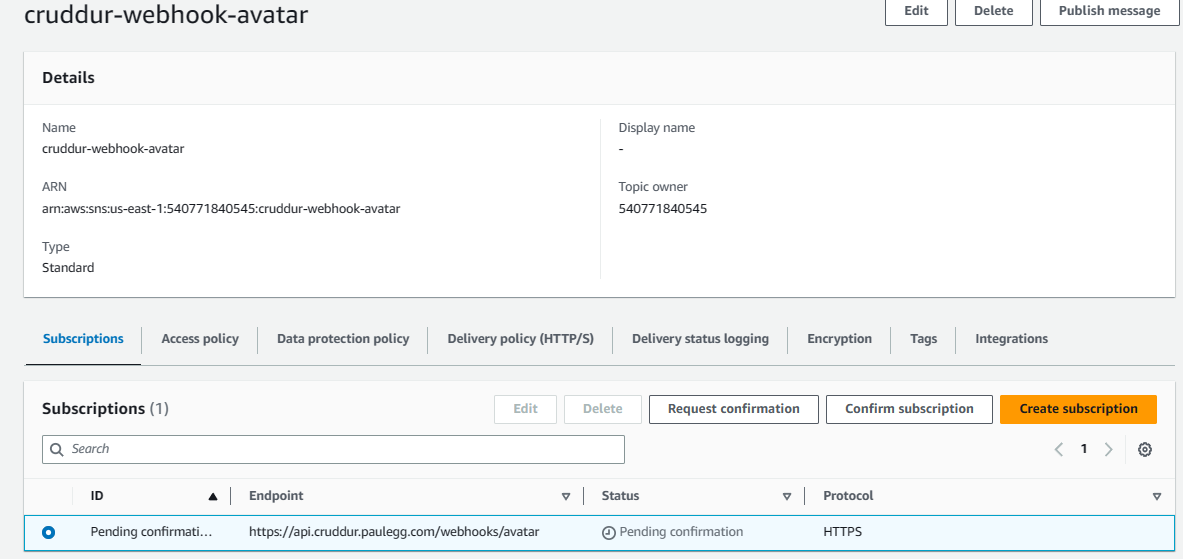 cruddur-webhook-avatar
Edit Delete Publish message
Details
Name Display name
cruddur-webhook-avatar -
ARN Topic owner
arn:aws:sns:us-east-1:540771840545:cruddur-webhook-avatar 540771840545
Type
Standard
Subscriptions Access policy Data protection policy Delivery policy (HTTP/S) Delivery status logging Encryption Tags Integrations
Subscriptions (1) Edit Delete Request confirmation Confirm subscription Create subscription
Search 1
ID Endpoint Status Protocol
Pending confirmati... https://api.cruddur.paulegg.com/webhooks/avatar Pending confirmation HTTPS